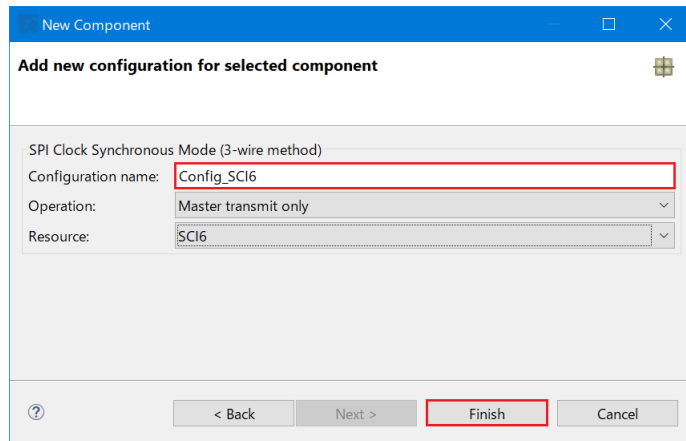 New Component
Add new configuration for selected component
SPI Clock Synchronous Mode (3-wire method)
Configuration name: Config_SCI6
Operation: Master transmit only
Resource: SCI6
? < Back Next > Finish Cancel